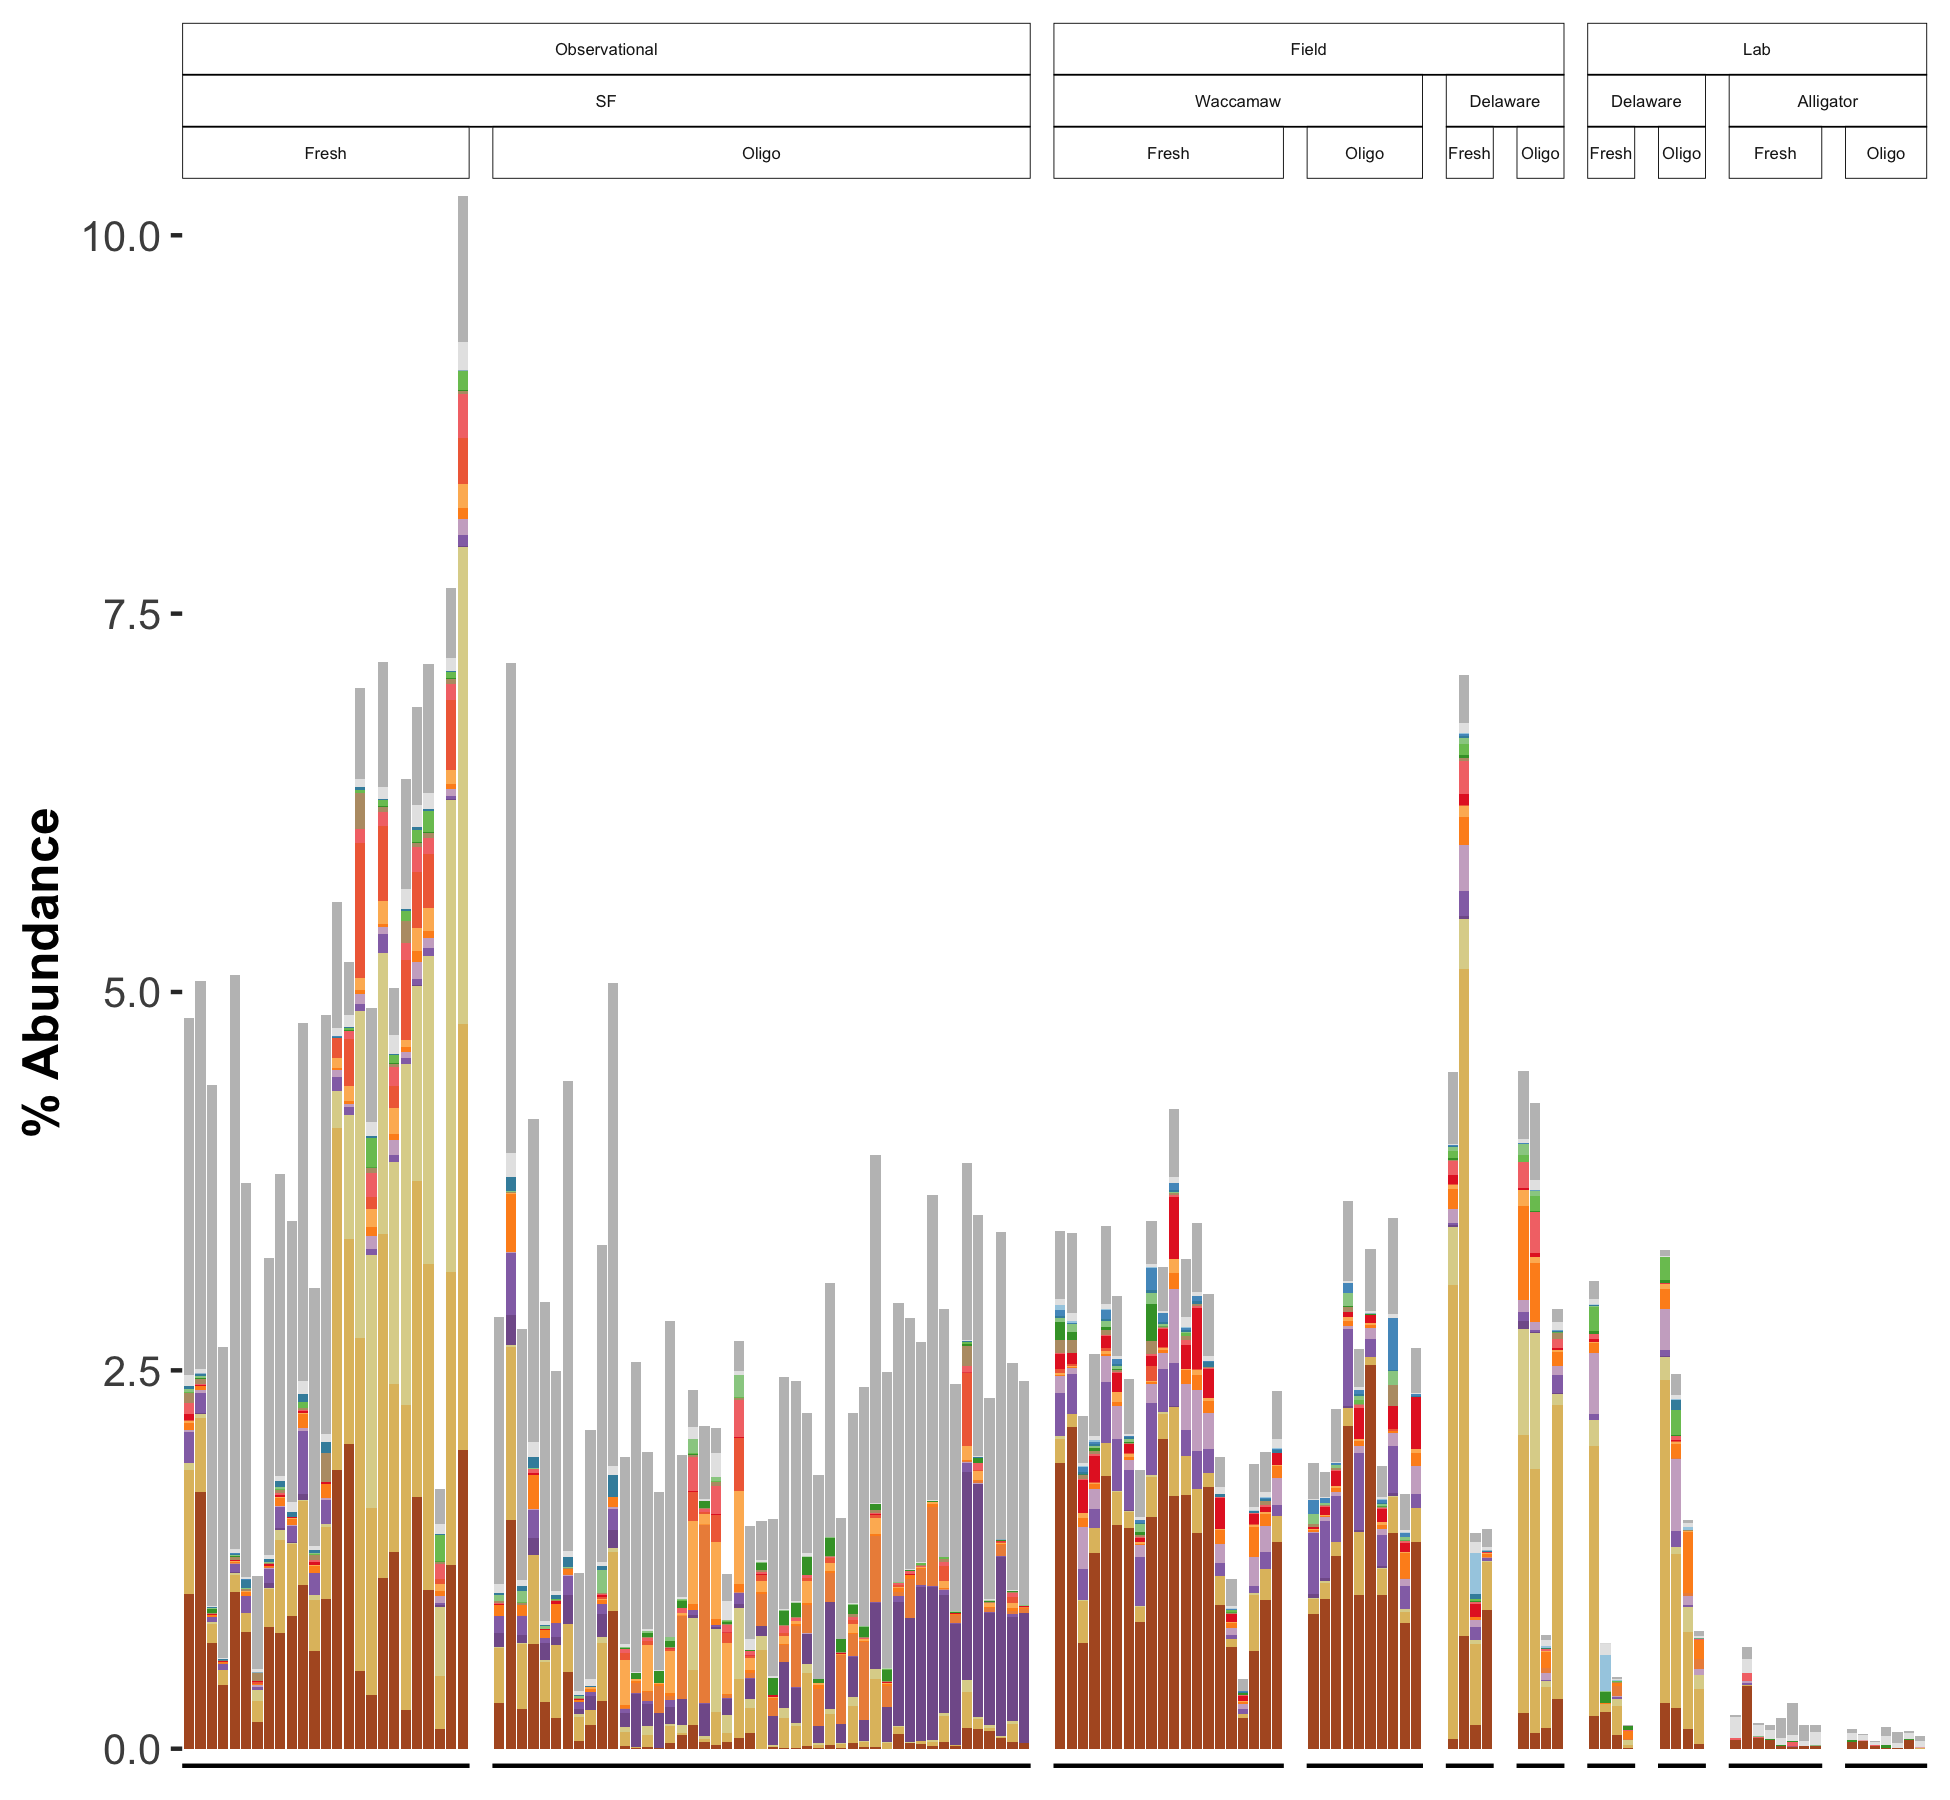 Observational Field Lab
SF Waccamaw Delaware Delaware Alligator
Fresh Oligo Fresh Oligo Fresh Oligo Fresh Oligo Fresh Oligo
10.0
7.5
5.0
2.5
0.0
% Abundance